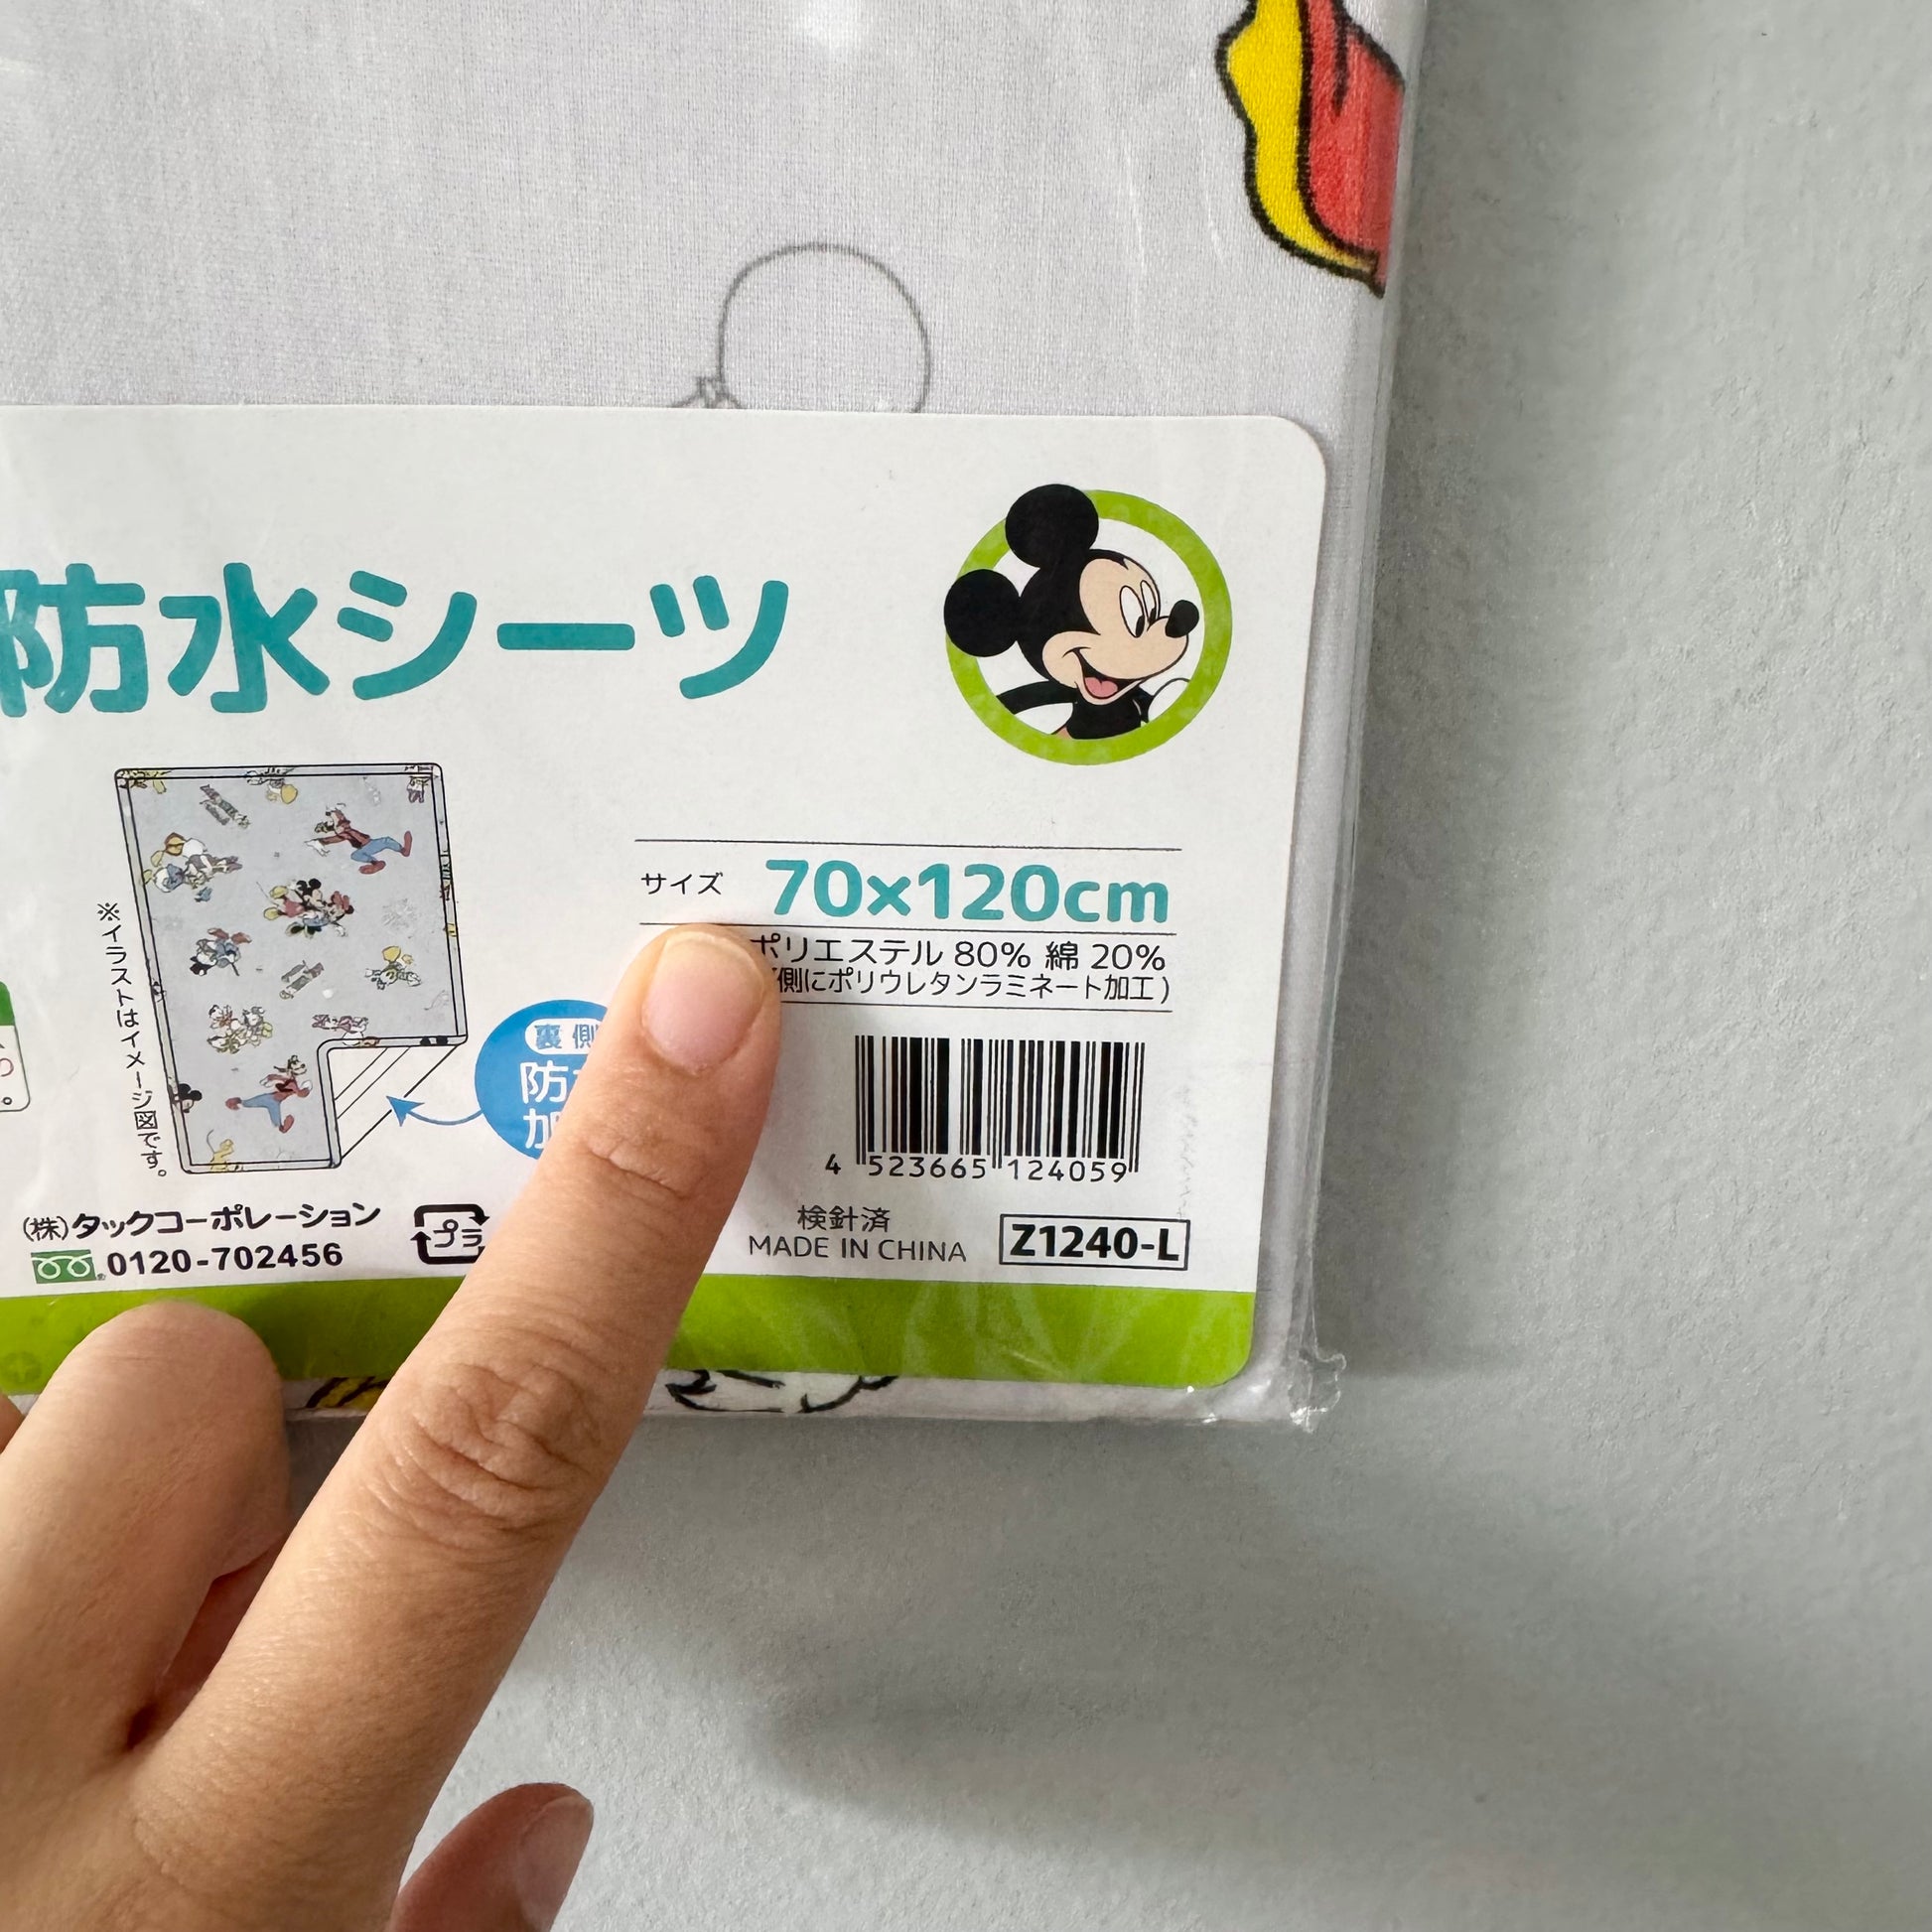 防水シーツ
サイズ 70×120cm
ポリエステル 80% 綿 20%
側にポリウレタンラミネート加工)
※イラストはイメージ図です。
裏側
防
加
4 523665 124059
(株)タックコーポレーション
0120-702456
プラ
検針済
MADE IN CHINA
Z1240-L